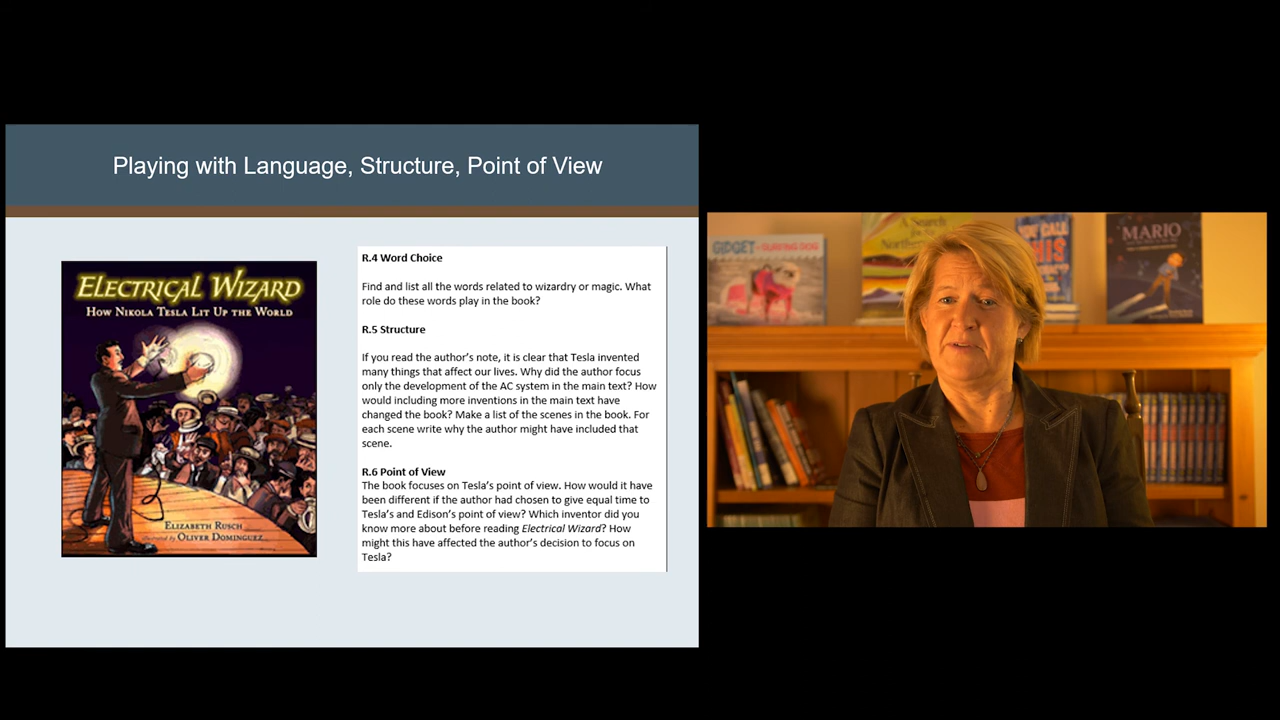 Playing with Language, Structure, Point of View
ELECTRICAL WIZARD
HOW NIKOLA TESLA LIT UP THE WORLD
ELIZABETH RUSCH
illustrated by OLIVER DOMINGUEZ
R.4 Word Choice
Find and list all the words related to wizardry or magic. What
role do these words play in the book?
R.5 Structure
If you read the author's note, it is clear that Tesla invented
many things that affect our lives. Why did the author focus
only the development of the AC system in the main text? How
would including more inventions in the main text have
changed the book? Make a list of the scenes in the book. For
each scene write why the author might have included that
scene.
R.6 Point of View
The book focuses on Tesla's point of view. How would it have
been different if the author had chosen to give equal time to
Tesla's and Edison's point of view? Which inventor did you
know more about before reading Electrical Wizard? How
might this have affected the author's decision to focus on
Tesla?
GIDGET
SURFING DOG
A Search
for the
Northern
CALL
THIS
MARIO